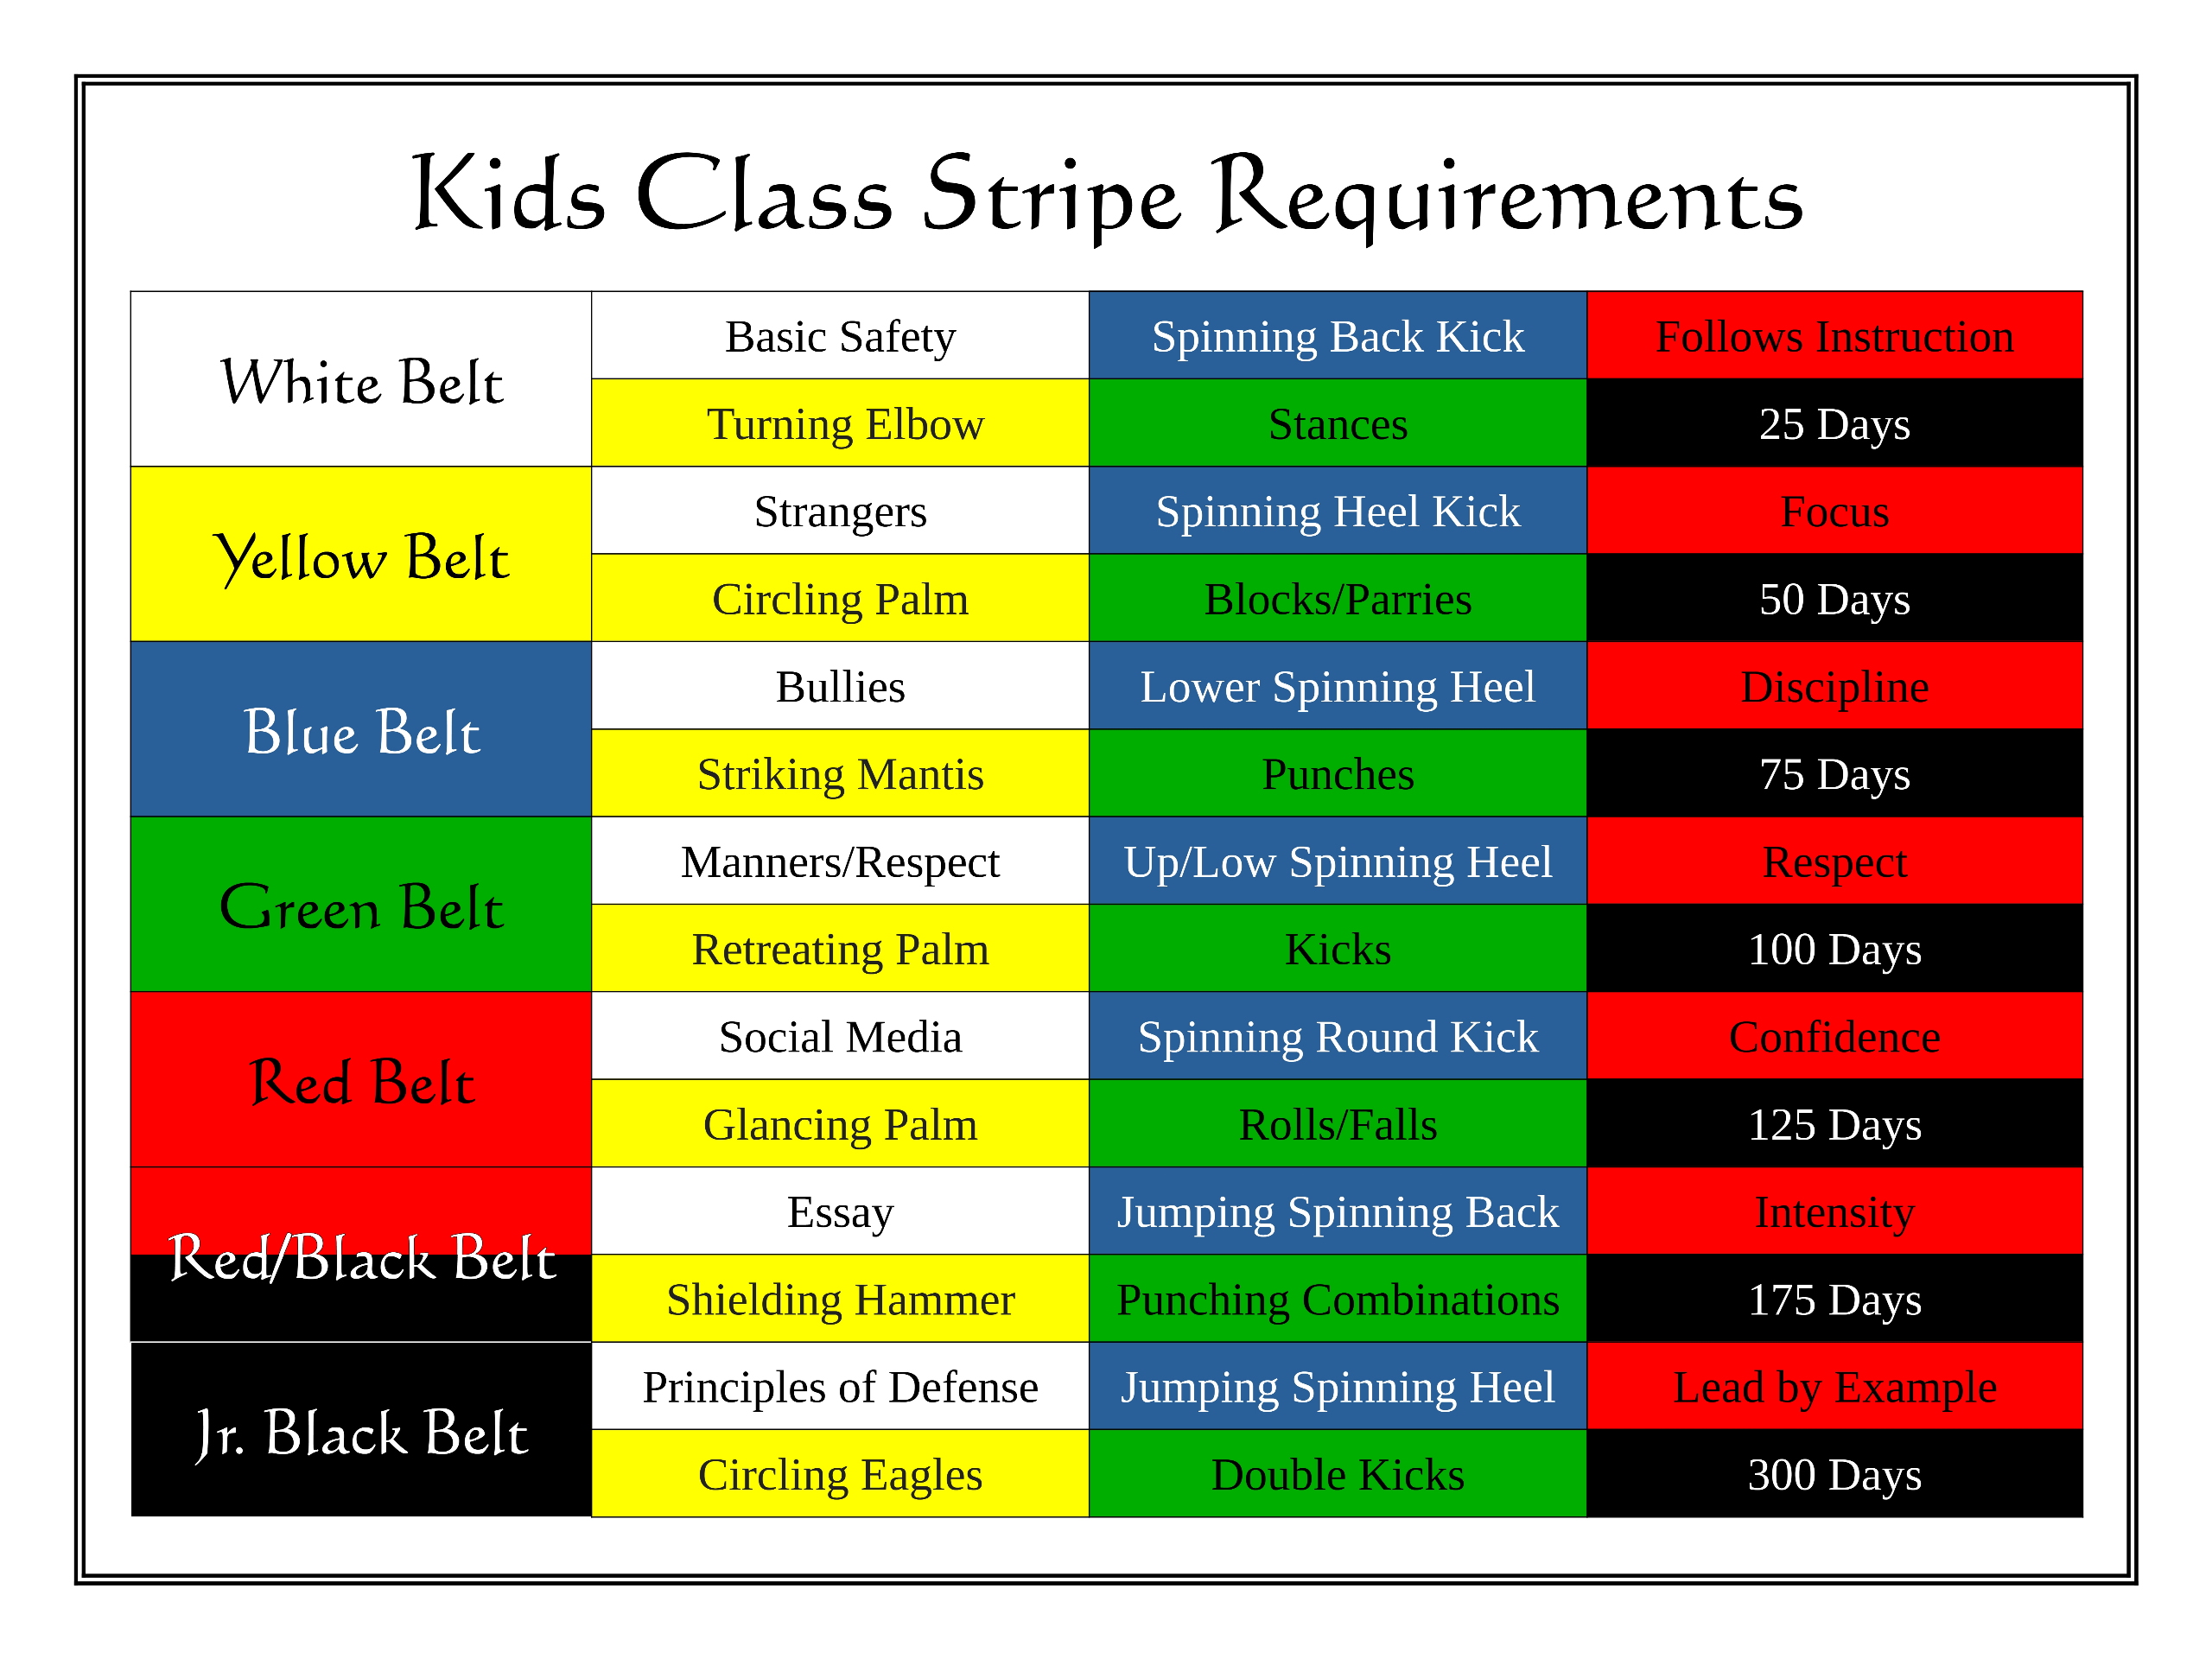 Kids Class Stripe Requirements
White Belt
Basic Safety
Spinning Back Kick
Follows Instruction
Turning Elbow
Stances
25 Days
Yellow Belt
Strangers
Spinning Heel Kick
Focus
Circling Palm
Blocks/Parries
50 Days
Blue Belt
Bullies
Lower Spinning Heel
Discipline
Striking Mantis
Punches
75 Days
Green Belt
Manners/Respect
Up/Low Spinning Heel
Respect
Retreating Palm
Kicks
100 Days
Red Belt
Social Media
Spinning Round Kick
Confidence
Glancing Palm
Rolls/Falls
125 Days
Red/Black Belt
Essay
Jumping Spinning Back
Intensity
Shielding Hammer
Punching Combinations
175 Days
Jr. Black Belt
Principles of Defense
Jumping Spinning Heel
Lead by Example
Circling Eagles
Double Kicks
300 Days